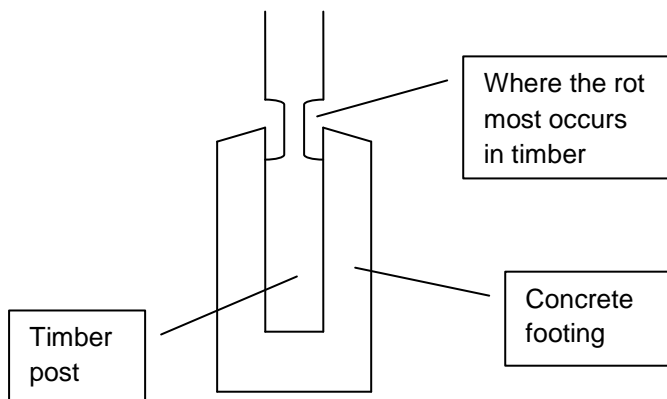 Where the rot
most occurs
in timber
Timber
post
Concrete
footing